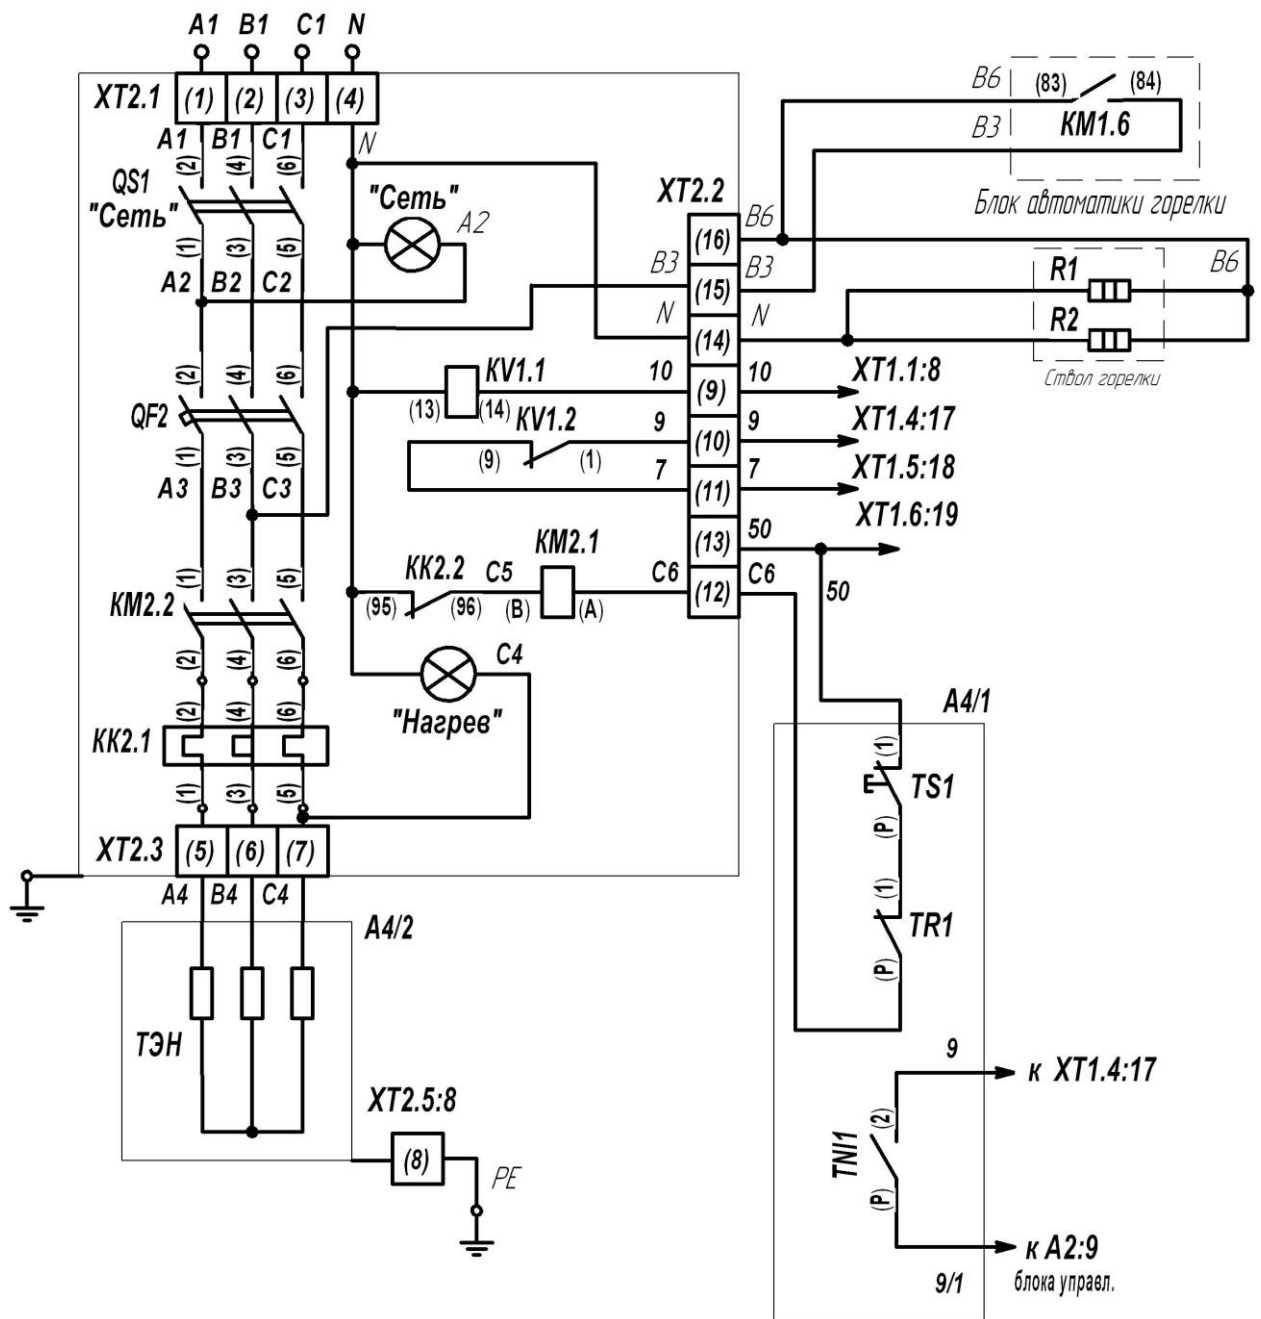 A1 B1 C1 N
XT2.1 (1) (2) (3) (4)
A1 B1 C1 N
(2) (4) (6)
QS1
"Сеть"
(1) (3) (5)
A2 B2 C2
"Сеть"
A2
(2) (4) (6)
QF2
(1) (3) (5)
A3 B3 C3
(1) (3) (5)
KM2.2
(2) (4) (6)
(2) (4) (6)
KK2.1
(1) (3) (5)
XT2.3 (5) (6) (7)
A4 B4 C4
A4/2
ТЭН
XT2.5:8
(8)
PE
XT2.2
(16) B6
B3 (15) B3
N (14) N
KV1.1
(13) (14)
10 (9) 10 XT1.1:8
KV1.2
(9) (1)
9 (10) 9 XT1.4:17
7 (11) 7 XT1.5:18
(13) 50 XT1.6:19
KK2.2 C5 KM2.1
(95) (96) (B) (A)
C6 (12) C6
50
C4
"Нагрев"
B6 (83) (84)
B3 KM1.6
Блок автоматики горелки
R1
B6
R2
Ствол горелки
A4/1
(1)
TS1
(P)
(1)
TR1
(P)
9
к XT1.4:17
(2)
TNI1
(P)
к A2:9
9/1 блока управл.